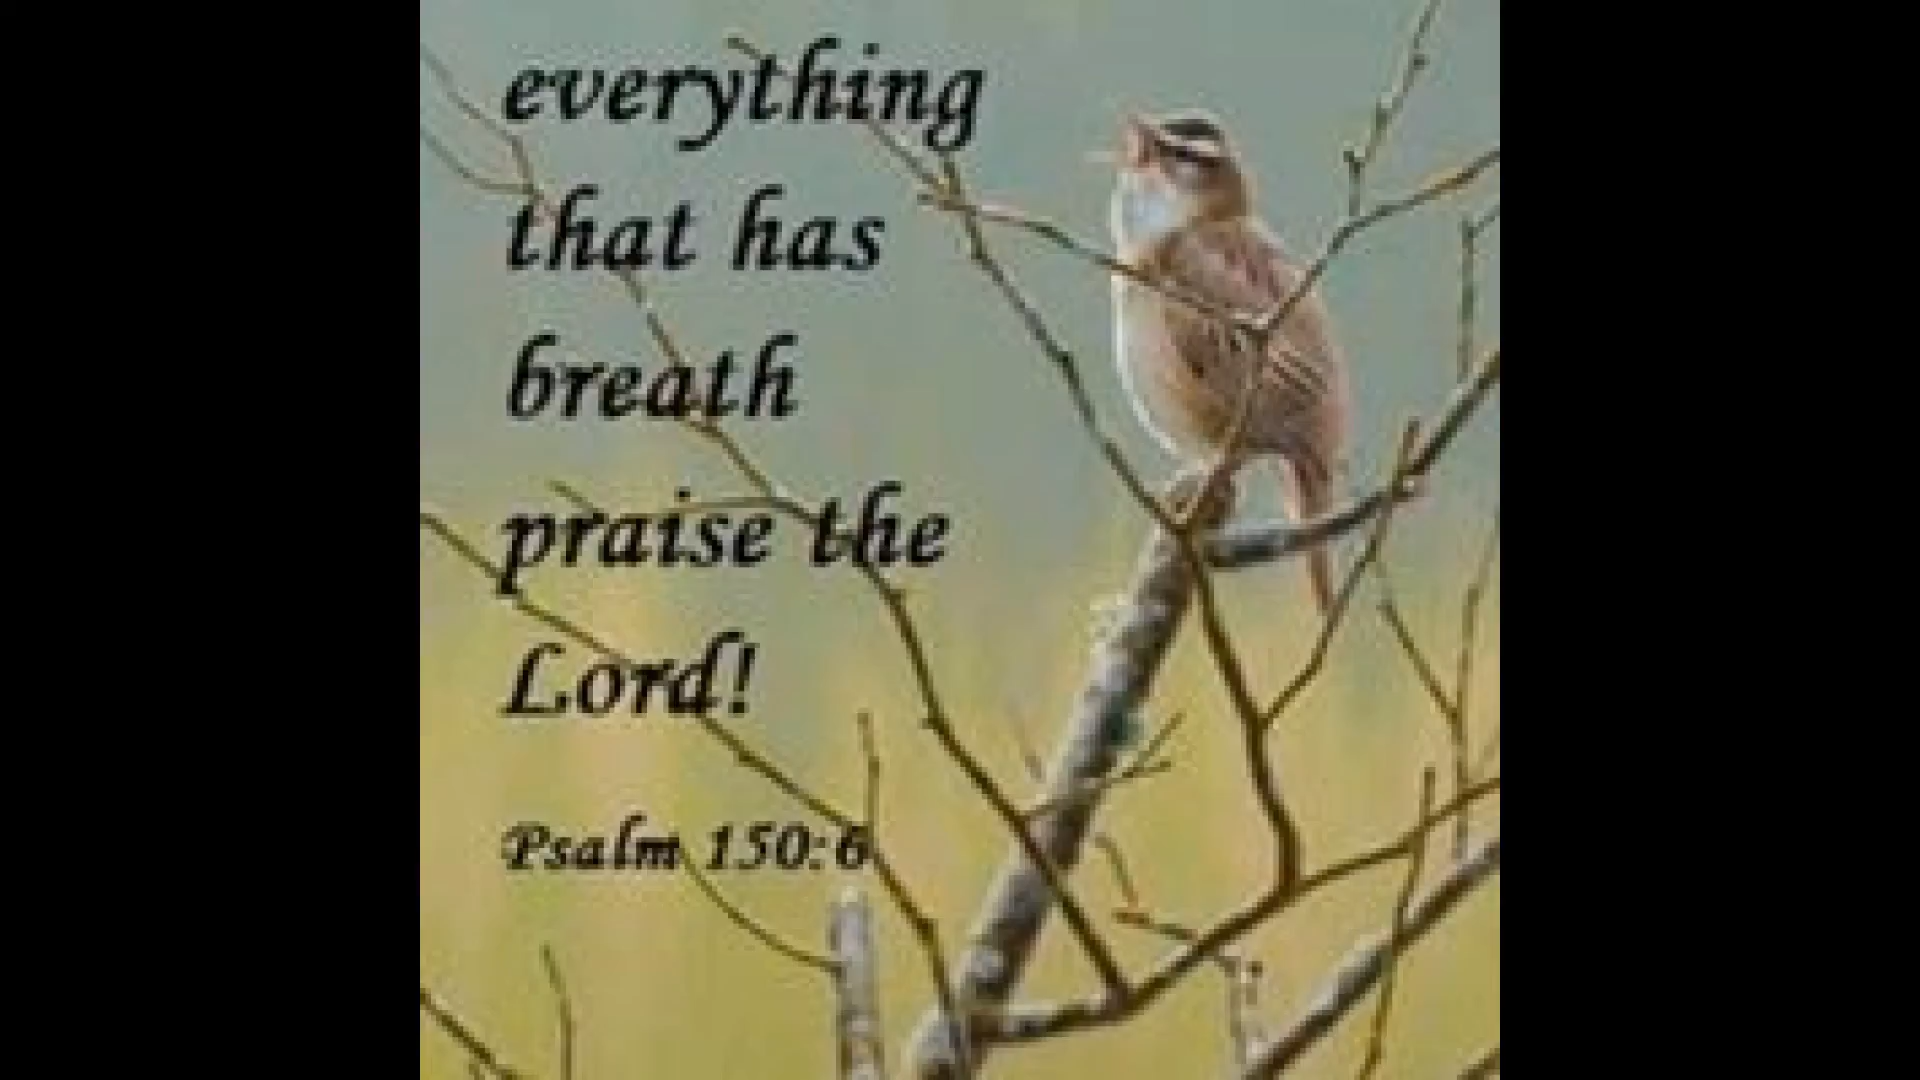 everything
that has
breath
praise the
Lord!
Psalm 150:6